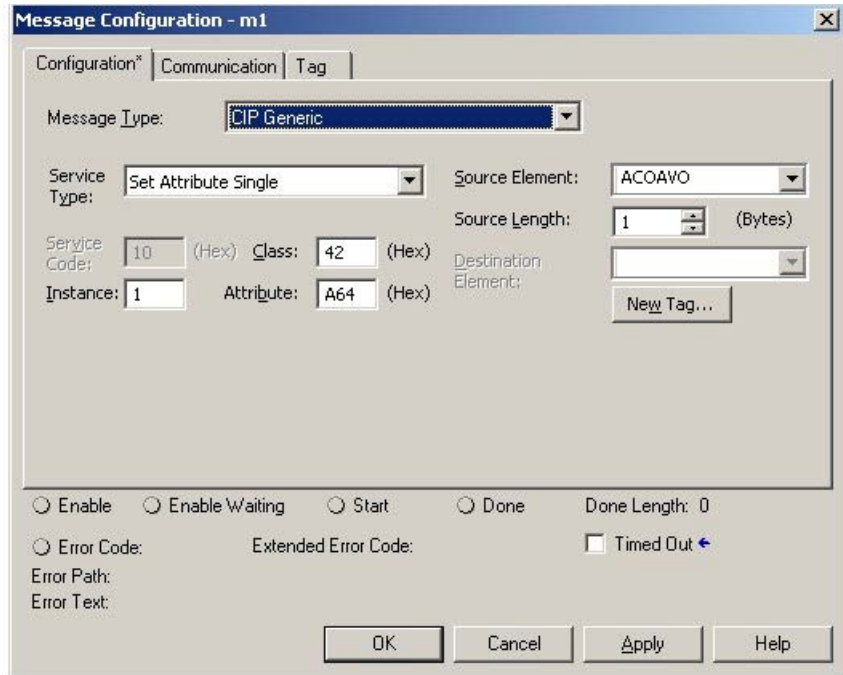 Message Configuration - m1
Configuration* Communication Tag
Message Type: CIP Generic
Service Type: Set Attribute Single
Source Element: ACOAVO
Source Length: 1 (Bytes)
Service Code: 10 (Hex) Class: 42 (Hex)
Destination Element:
Instance: 1 Attribute: A64 (Hex)
New Tag...
Enable Enable Waiting Start Done Done Length: 0
Error Code: Extended Error Code: Timed Out
Error Path:
Error Text:
OK Cancel Apply Help